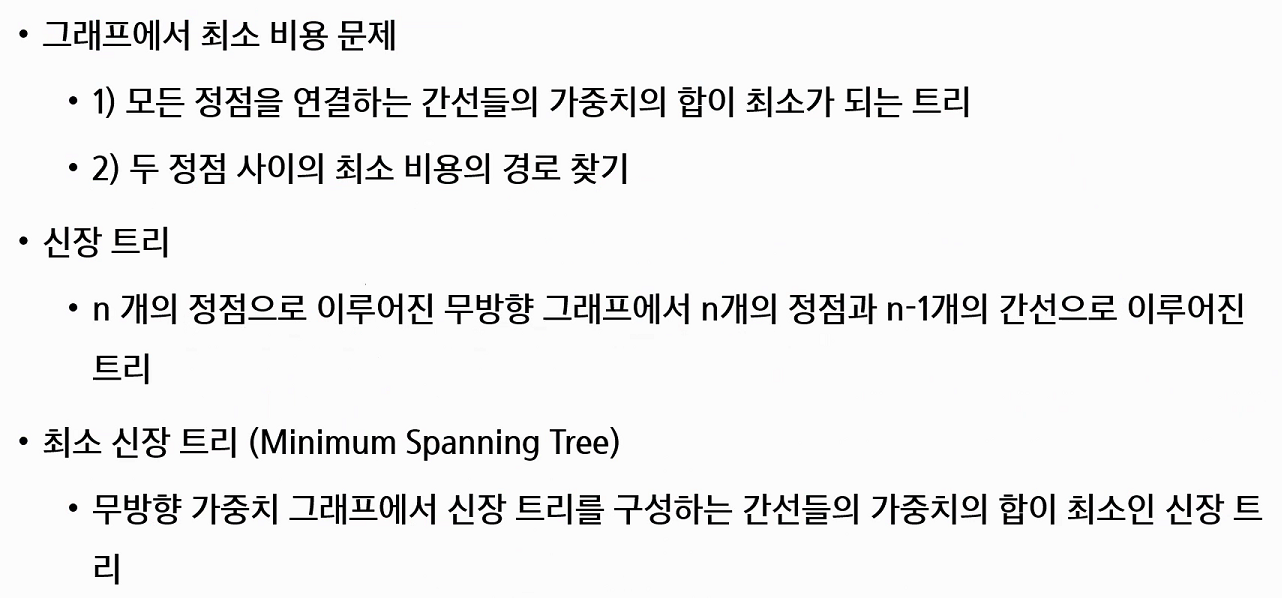 • 그래프에서 최소 비용 문제
• 1) 모든 정점을 연결하는 간선들의 가중치의 합이 최소가 되는 트리
• 2) 두 정점 사이의 최소 비용의 경로 찾기
• 신장 트리
• n 개의 정점으로 이루어진 무방향 그래프에서 n개의 정점과 n-1개의 간선으로 이루어진
트리
• 최소 신장 트리 (Minimum Spanning Tree)
• 무방향 가중치 그래프에서 신장 트리를 구성하는 간선들의 가중치의 합이 최소인 신장 트
리